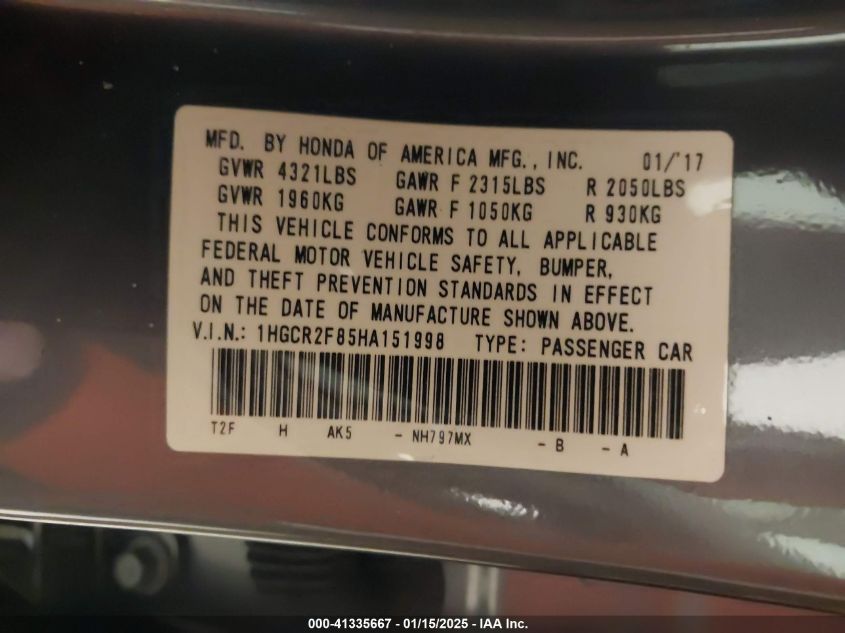 MFD. BY HONDA OF AMERICA MFG., INC. 01/'17
GVWR 4321LBS GAWR F 2315LBS R 2050LBS
GVWR 1960KG GAWR F 1050KG R 930KG
THIS VEHICLE CONFORMS TO ALL APPLICABLE
FEDERAL MOTOR VEHICLE SAFETY, BUMPER,
AND THEFT PREVENTION STANDARDS IN EFFECT
ON THE DATE OF MANUFACTURE SHOWN ABOVE.
V.I.N.: 1HGCR2F85HA151998 TYPE: PASSENGER CAR
T2F H AK5 - NH797MX - B - A
000-41335667 - 01/15/2025 - IAA Inc.